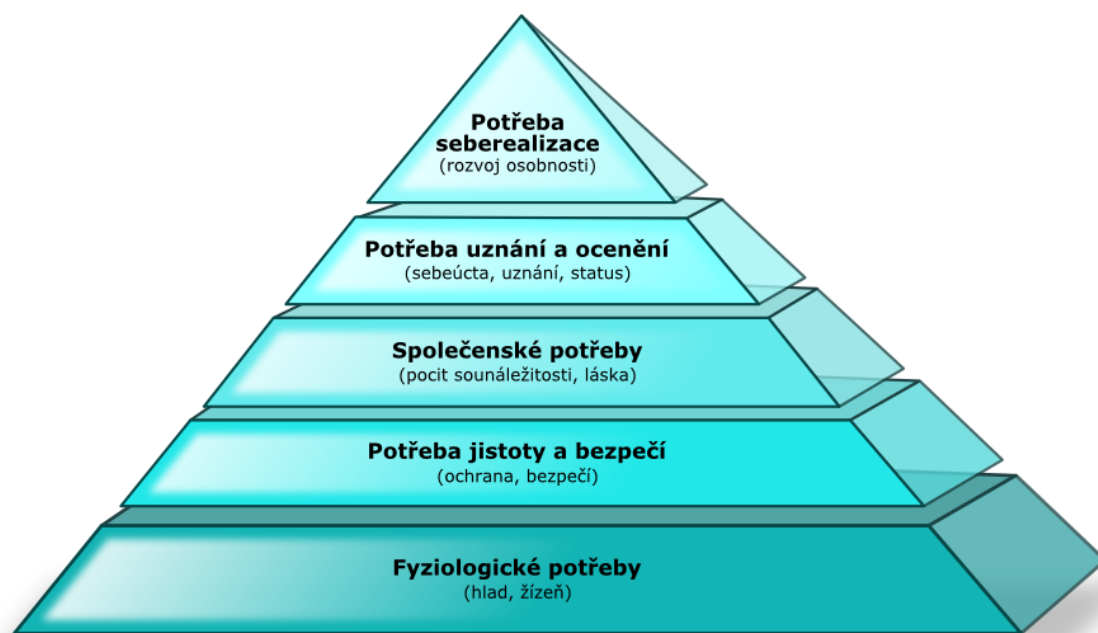 Potřeba
seberealizace
(rozvoj osobnosti)
Potřeba uznání a ocenění
(sebeúcta, uznání, status)
Společenské potřeby
(pocit sounáležitosti, láska)
Potřeba jistoty a bezpečí
(ochrana, bezpečí)
Fyziologické potřeby
(hlad, žízeň)